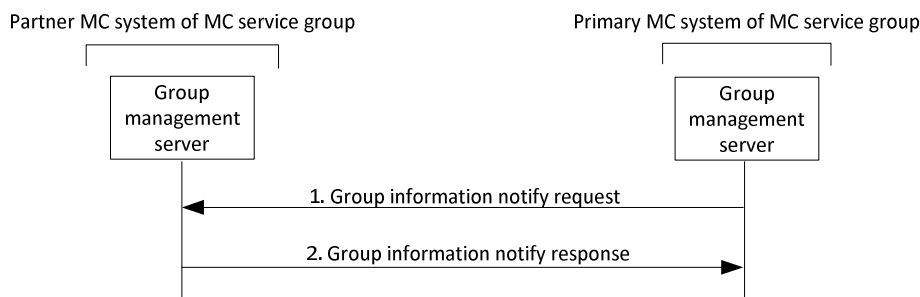 Partner MC system of MC service group
Primary MC system of MC service group
Group
management
server
Group
management
server
1. Group information notify request
2. Group information notify response